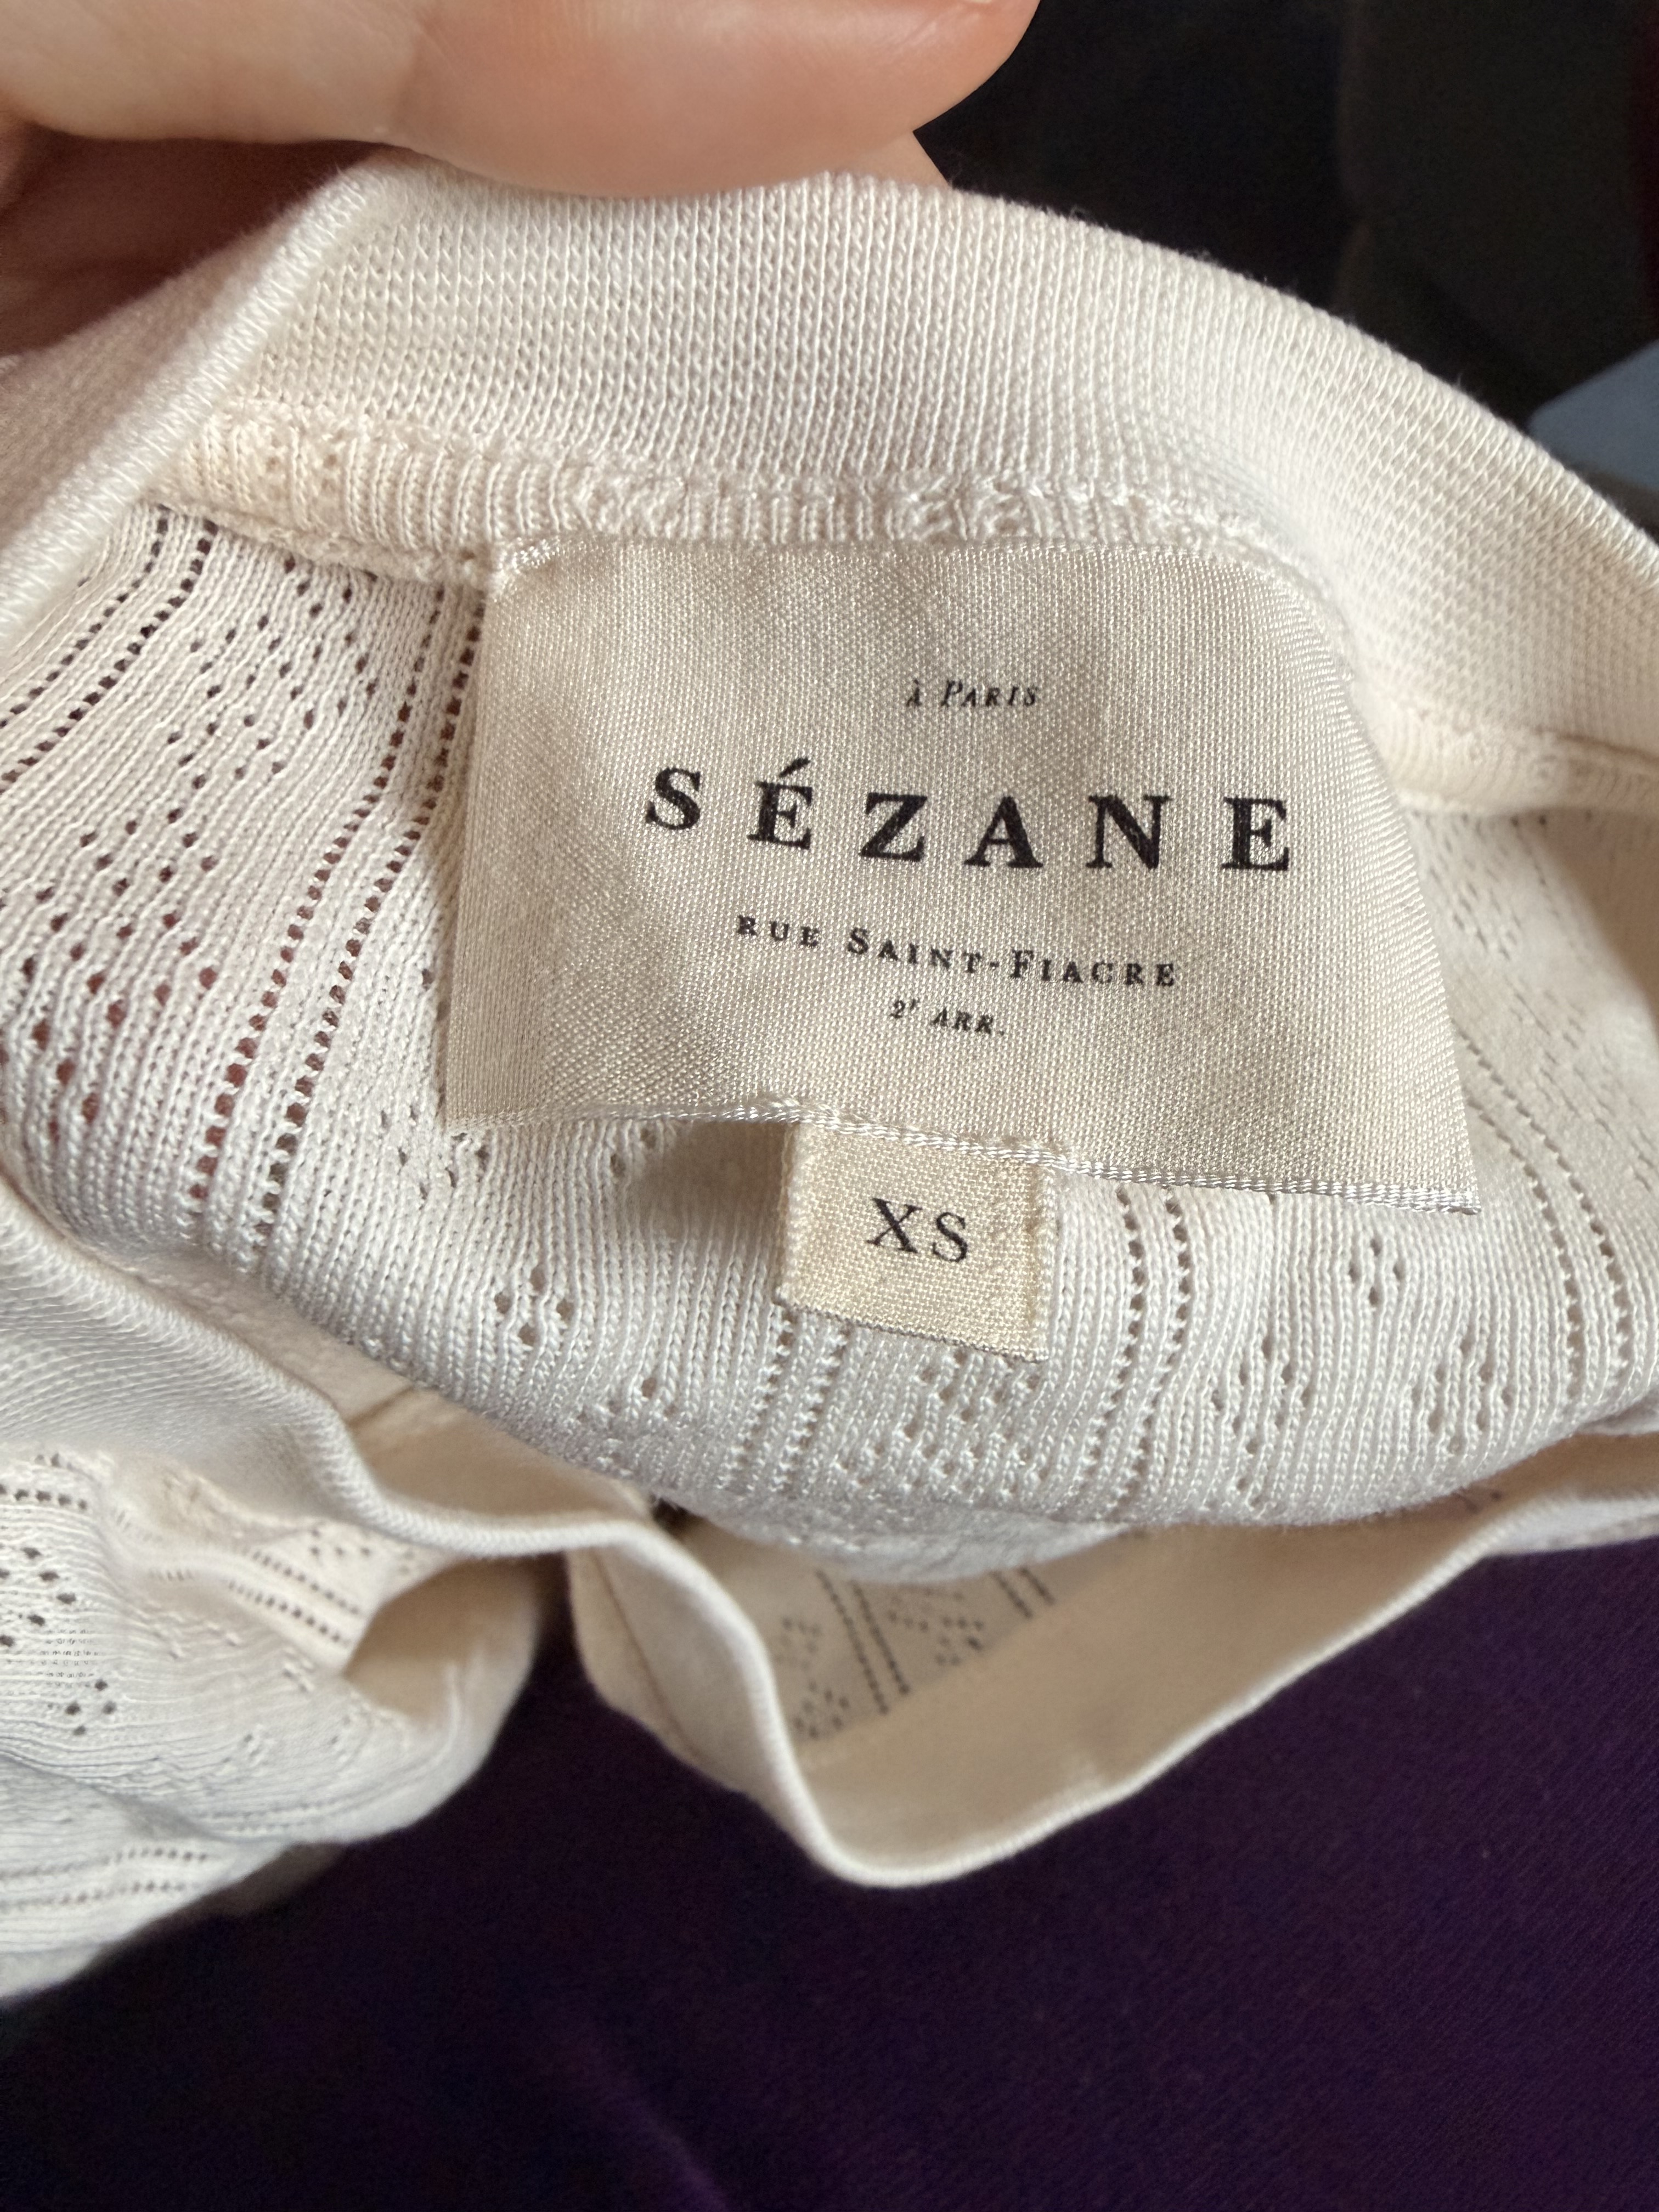 à PARIS
SÉZANE
RUE SAINT-FIACRE
2ᵉ ARR.
XS